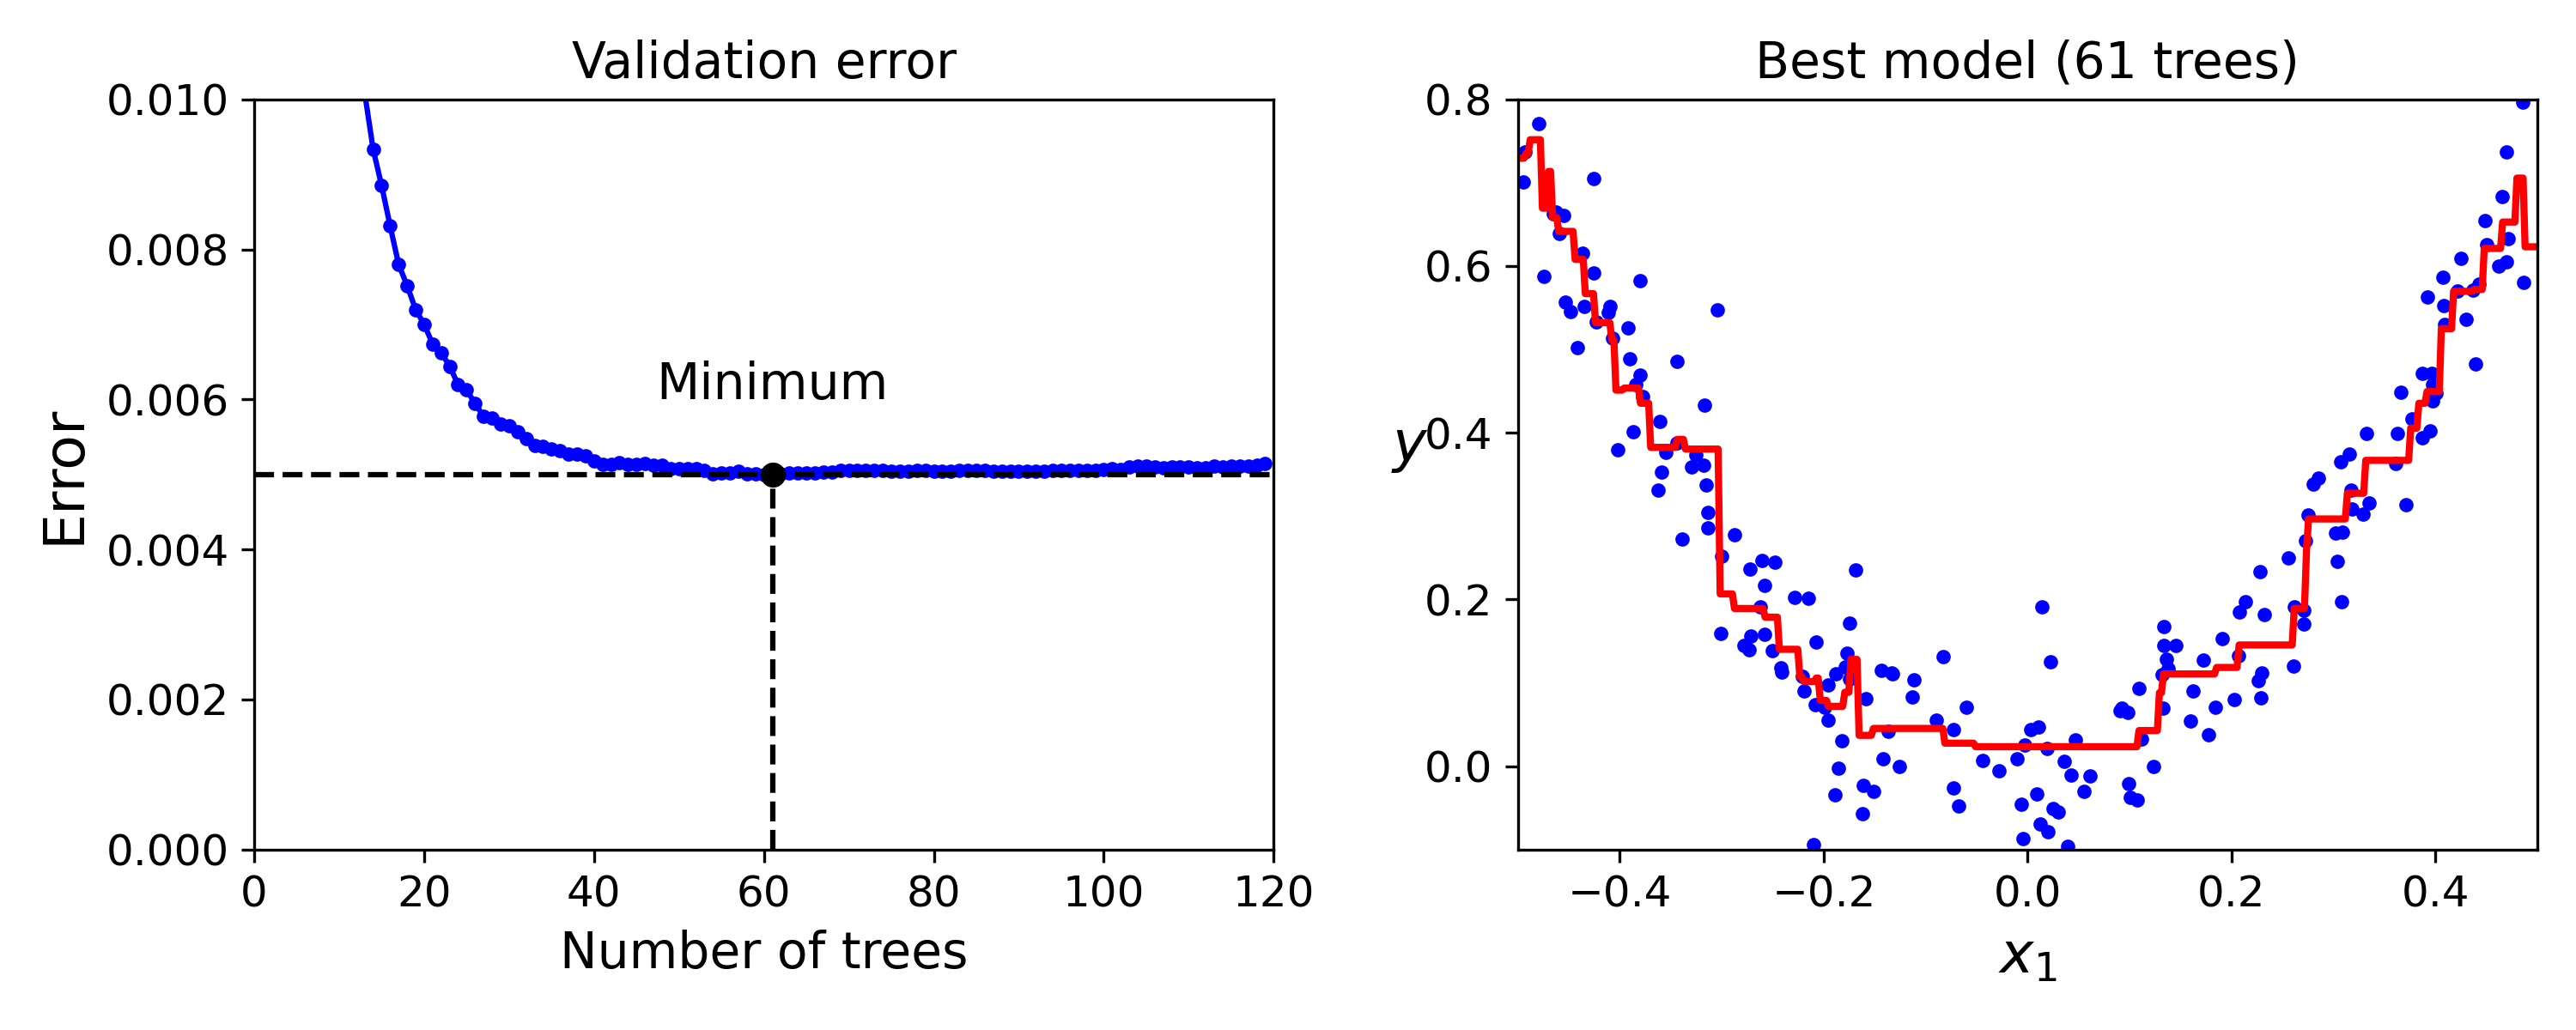 Validation error
0.010
0.008
0.006
0.004
0.002
0.000
Error
Minimum
0 20 40 60 80 100 120
Number of trees
Best model (61 trees)
0.8
0.6
0.4
0.2
0.0
y
−0.4 −0.2 0.0 0.2 0.4
x₁